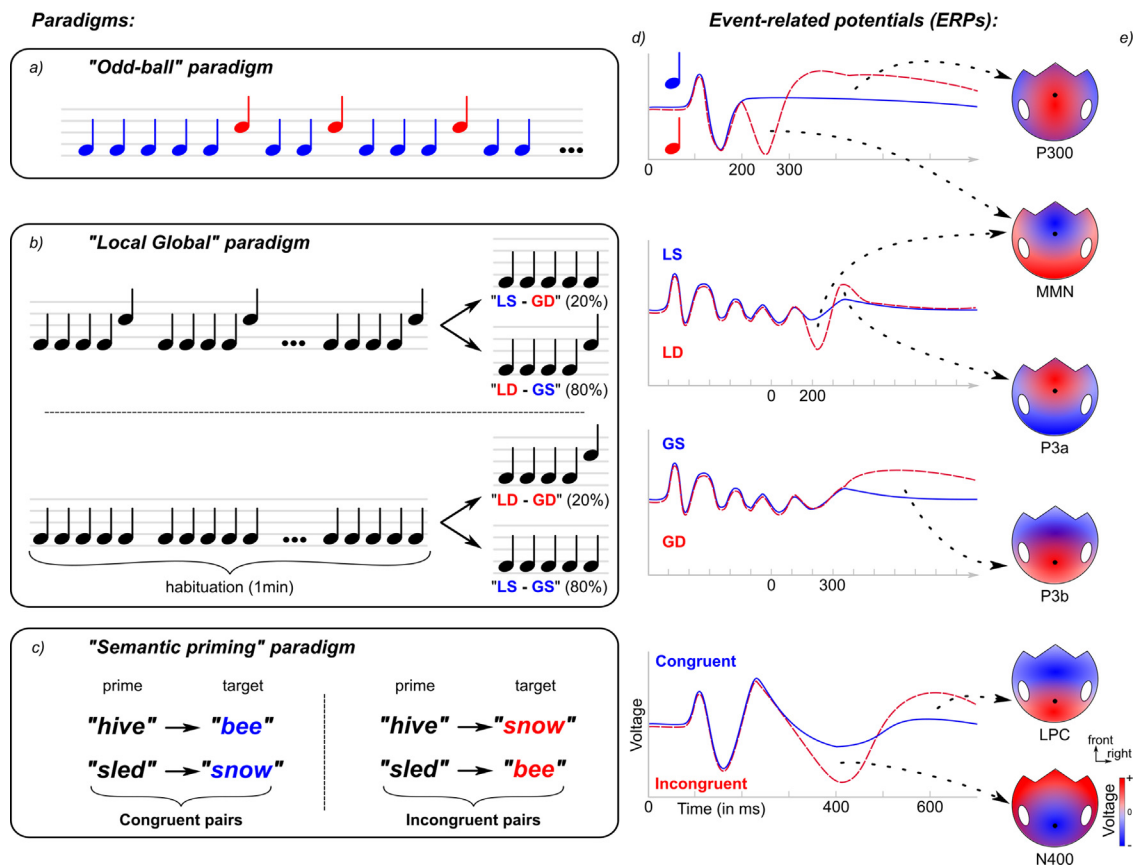 Paradigms:
a) "Odd-ball" paradigm
b) "Local Global" paradigm
"LS - GD" (20%)
"LD - GS" (80%)
"LD - GD" (20%)
"LS - GS" (80%)
habituation (1min)
c) "Semantic priming" paradigm
prime target prime target
"hive" "bee" "hive" "snow"
"sled" "snow" "sled" "bee"
Congruent pairs Incongruent pairs
Event-related potentials (ERPs):
d) e)
0 200 300
P300
MMN
LS
LD
0 200
P3a
GS
GD
0 300
P3b
Congruent
Incongruent
Voltage
0 Time (in ms) 400 600
LPC
front
right
N400
Voltage
+
0
-